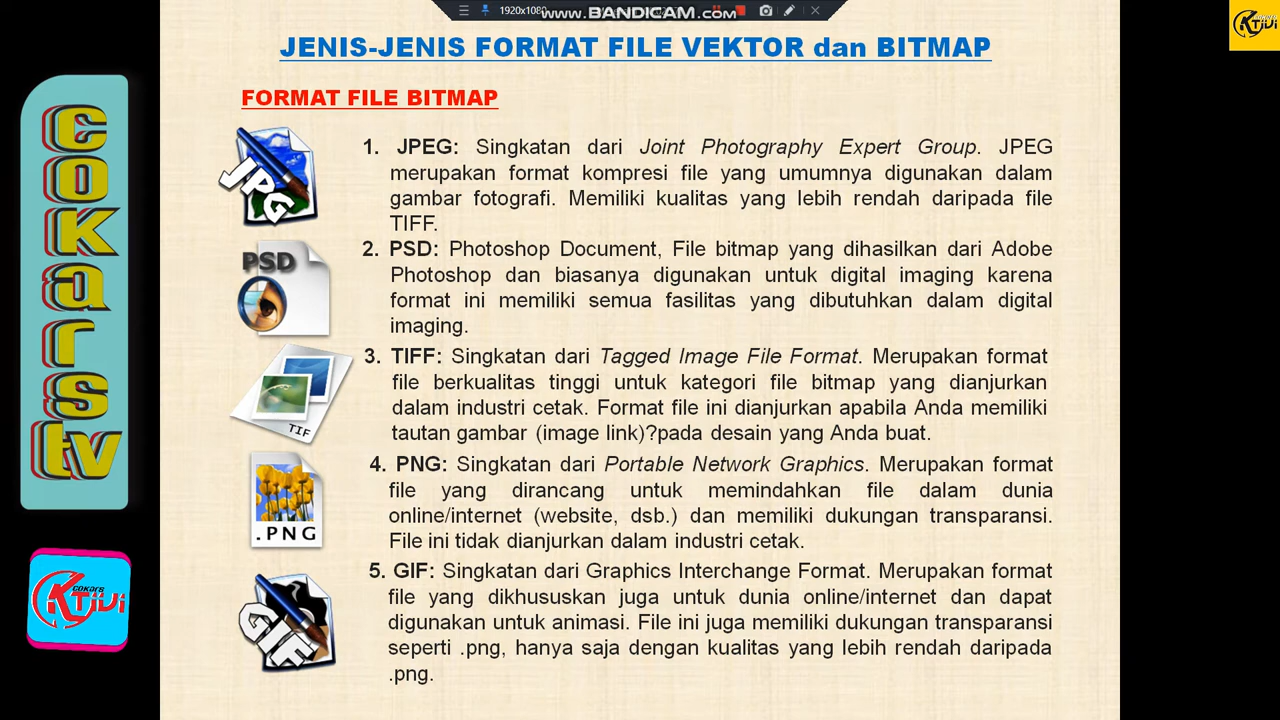 1920x1080
www.BANDICAM.com
JENIS-JENIS FORMAT FILE VEKTOR dan BITMAP
FORMAT FILE BITMAP
1. JPEG: Singkatan dari Joint Photography Expert Group. JPEG
merupakan format kompresi file yang umumnya digunakan dalam
gambar fotografi. Memiliki kualitas yang lebih rendah daripada file
TIFF.
2. PSD: Photoshop Document, File bitmap yang dihasilkan dari Adobe
Photoshop dan biasanya digunakan untuk digital imaging karena
format ini memiliki semua fasilitas yang dibutuhkan dalam digital
imaging.
3. TIFF: Singkatan dari Tagged Image File Format. Merupakan format
file berkualitas tinggi untuk kategori file bitmap yang dianjurkan
dalam industri cetak. Format file ini dianjurkan apabila Anda memiliki
tautan gambar (image link)?pada desain yang Anda buat.
4. PNG: Singkatan dari Portable Network Graphics. Merupakan format
file yang dirancang untuk memindahkan file dalam dunia
online/internet (website, dsb.) dan memiliki dukungan transparansi.
File ini tidak dianjurkan dalam industri cetak.
5. GIF: Singkatan dari Graphics Interchange Format. Merupakan format
file yang dikhususkan juga untuk dunia online/internet dan dapat
digunakan untuk animasi. File ini juga memiliki dukungan transparansi
seperti .png, hanya saja dengan kualitas yang lebih rendah daripada
.png.
JPG
PSD
TIF
.PNG
GIF
cokars tv
COKARS
KTiVi
KTiVi